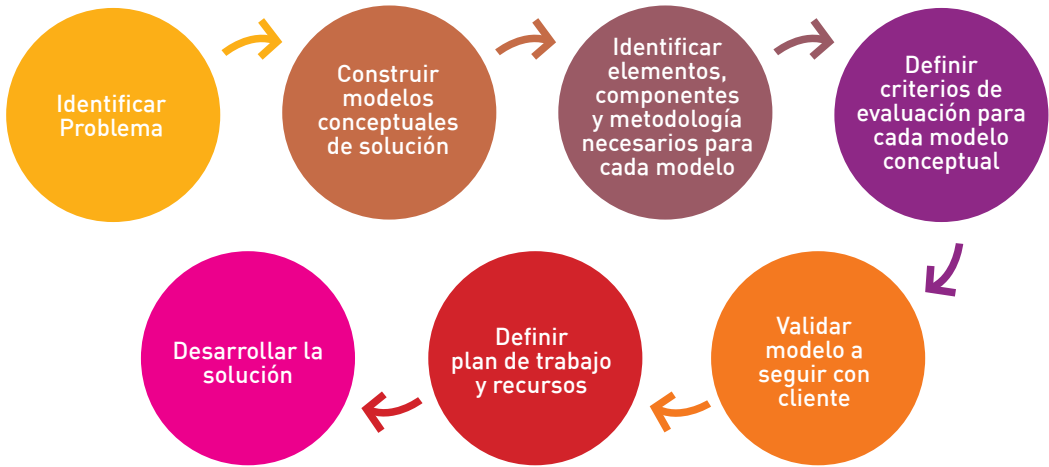 Identificar
Problema
Construir
modelos
conceptuales
de solución
Identificar
elementos,
componentes
y metodología
necesarios para
cada modelo
Definir
criterios de
evaluación para
cada modelo
conceptual
Validar
modelo a
seguir con
cliente
Definir
plan de trabajo
y recursos
Desarrollar la
solución